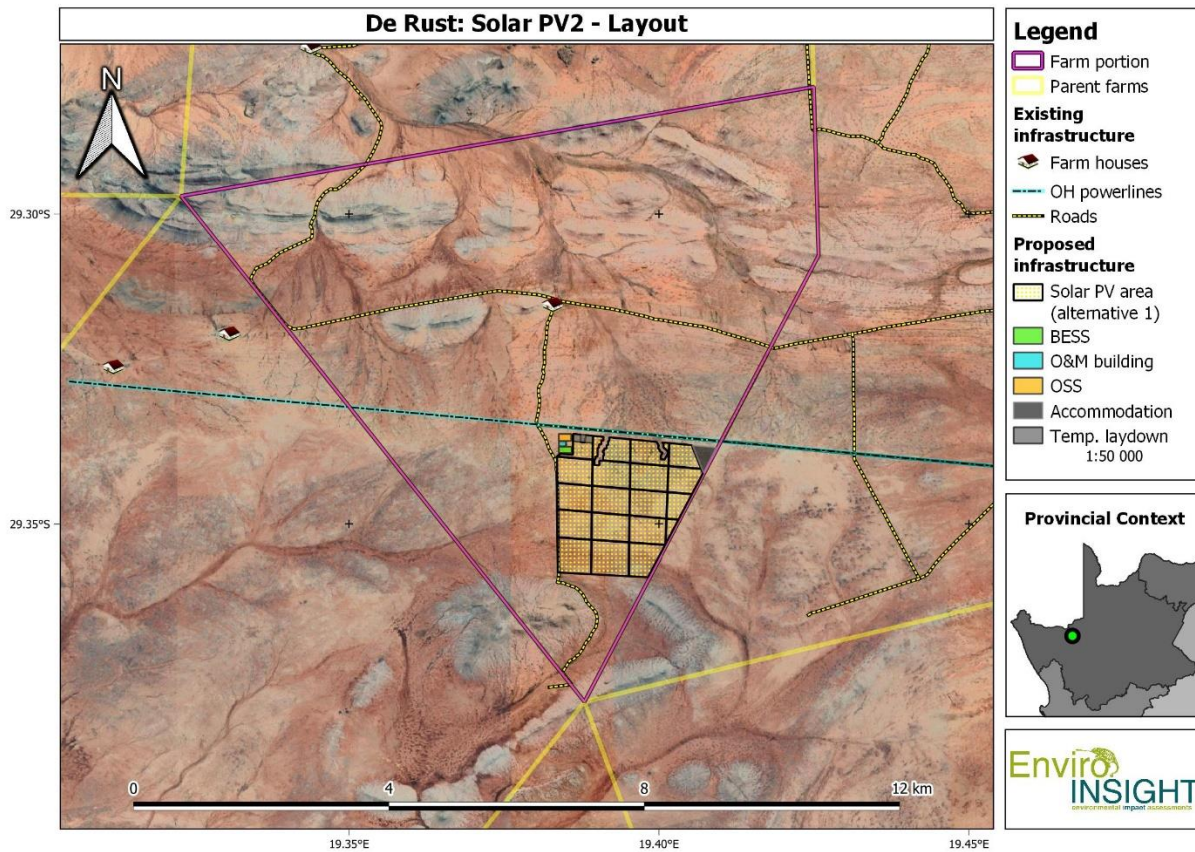 De Rust: Solar PV2 - Layout
N
29.30°S
29.35°S
0
4
8
12 km
19.35°E
19.40°E
19.45°E
Legend
Farm portion
Parent farms
Existing
infrastructure
Farm houses
OH powerlines
Roads
Proposed
infrastructure
Solar PV area
(alternative 1)
BESS
O&M building
OSS
Accommodation
Temp. laydown
1:50 000
Provincial Context
Enviro
INSIGHT
environmental impact assessments